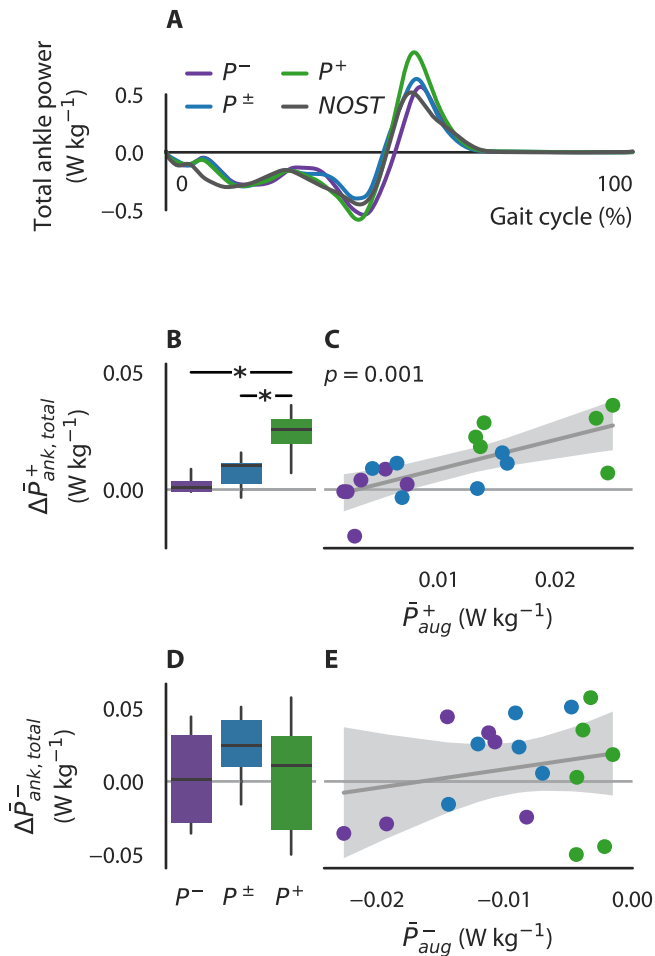 A
Total ankle power
(W kg⁻¹)
P⁻ P⁺
P± NOST
0.5
0.0
−0.5
0 100
Gait cycle (%)
B
ΔP̄⁺ank, total
(W kg⁻¹)
0.05
0.00
*
*
C
p = 0.001
0.01 0.02
P̄⁺aug (W kg⁻¹)
D
ΔP̄⁻ank, total
(W kg⁻¹)
0.05
0.00
−0.05
P⁻ P± P⁺
E
−0.02 −0.01 0.00
P̄⁻aug (W kg⁻¹)